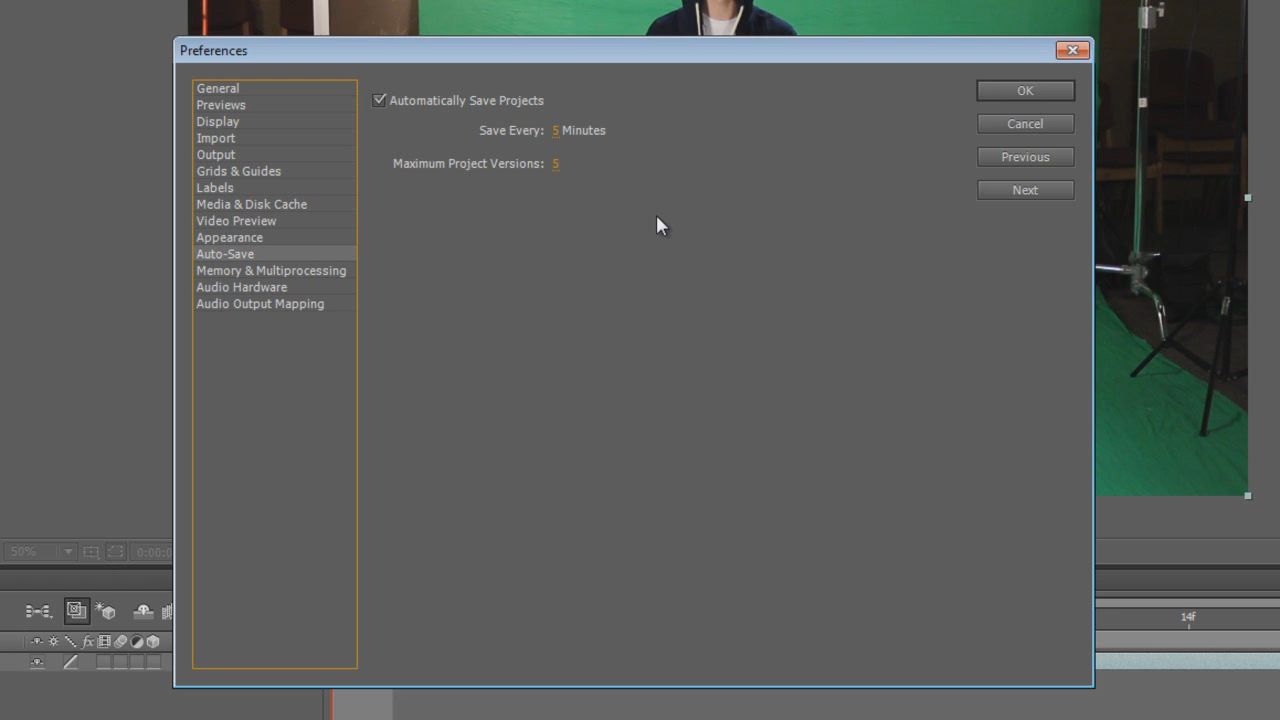 Preferences
General
Previews
Display
Import
Output
Grids & Guides
Labels
Media & Disk Cache
Video Preview
Appearance
Auto-Save
Memory & Multiprocessing
Audio Hardware
Audio Output Mapping
Automatically Save Projects
Save Every: 5 Minutes
Maximum Project Versions: 5
OK
Cancel
Previous
Next
50%
14f
fx